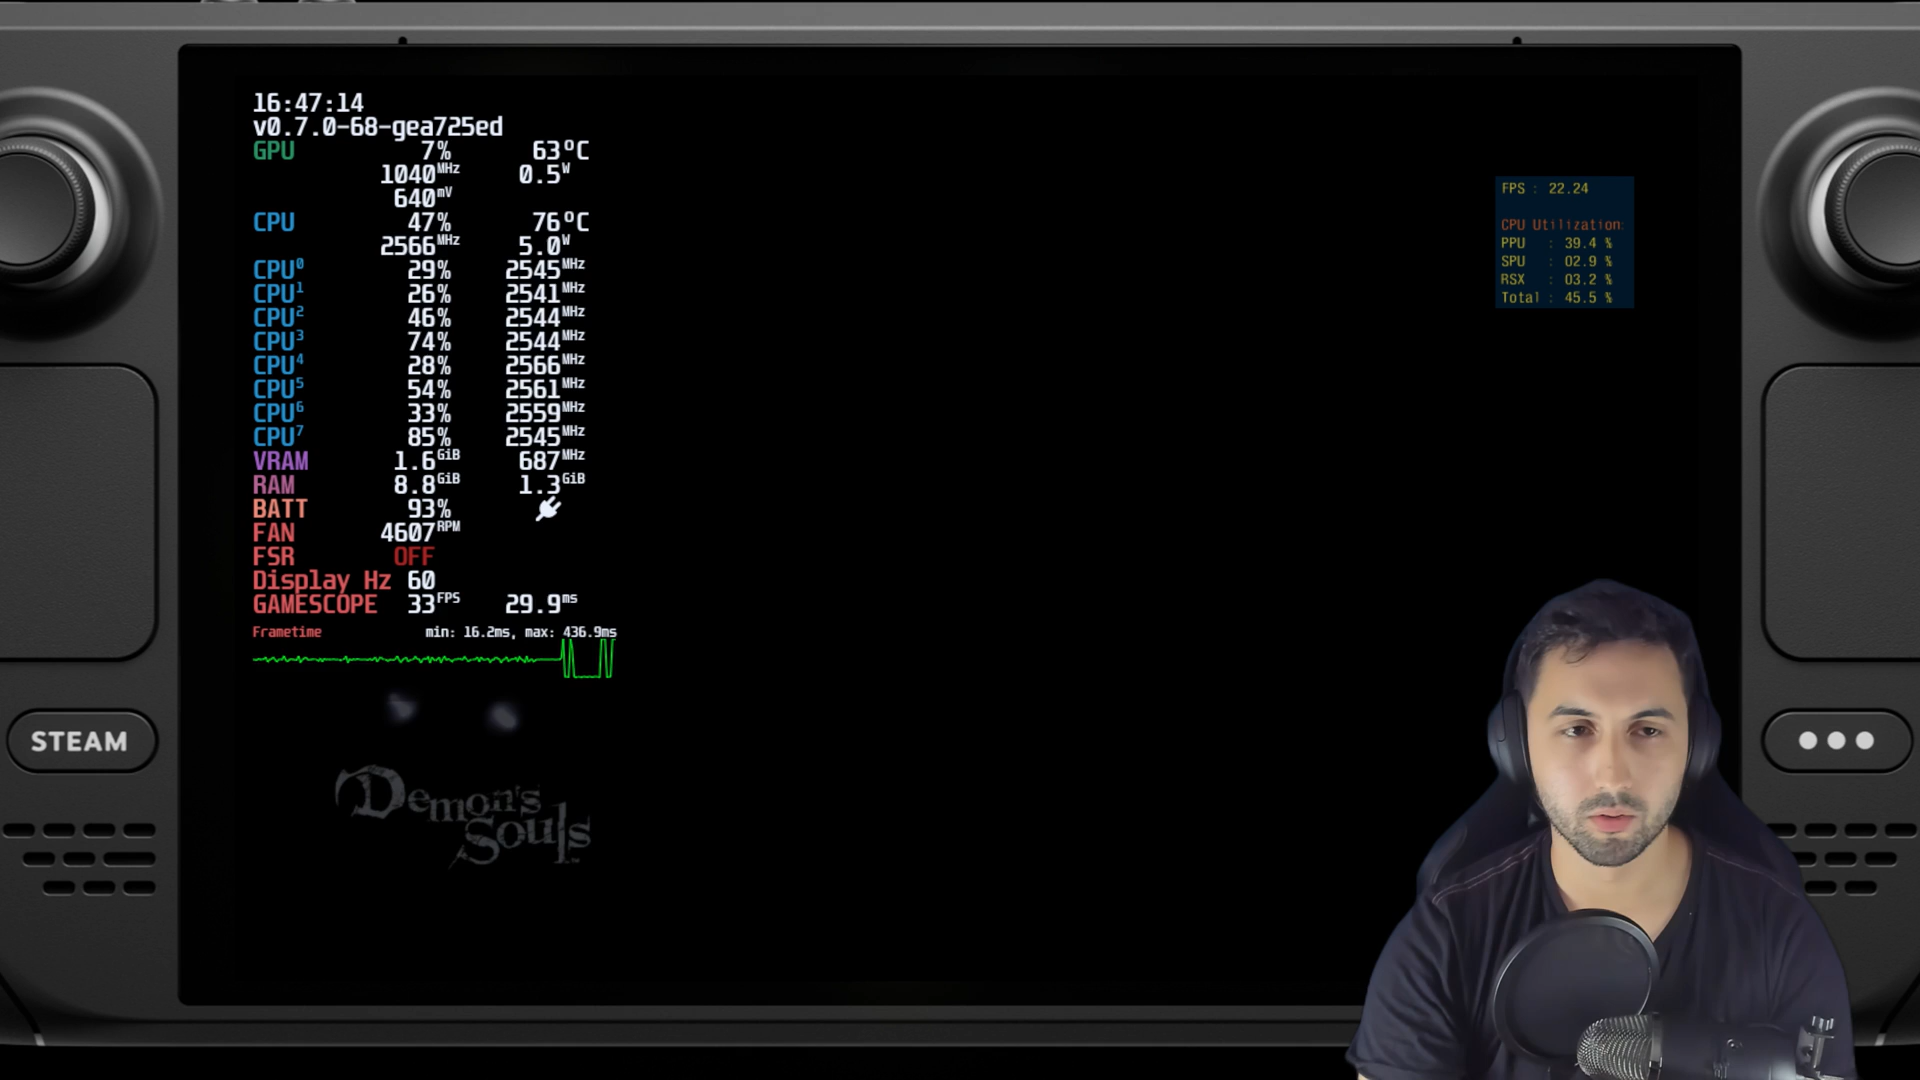 16:47:14
v0.7.0-68-gea725ed
GPU 7% 63°C
1040MHz 0.5W
640mV
CPU 47% 76°C
2566MHz 5.0W
CPU0 29% 2545MHz
CPU1 26% 2541MHz
CPU2 46% 2544MHz
CPU3 74% 2544MHz
CPU4 28% 2566MHz
CPU5 54% 2561MHz
CPU6 33% 2559MHz
CPU7 85% 2545MHz
VRAM 1.6GiB 687MHz
RAM 8.8GiB 1.3GiB
BATT 93%
FAN 4607RPM
FSR OFF
Display Hz 60
GAMESCOPE 33FPS 29.9ms
Frametime min: 16.2ms, max: 436.9ms
Demon's
Souls
FPS : 22.24
CPU Utilization:
PPU : 39.4 %
SPU : 02.9 %
RSX : 03.2 %
Total : 45.5 %
STEAM